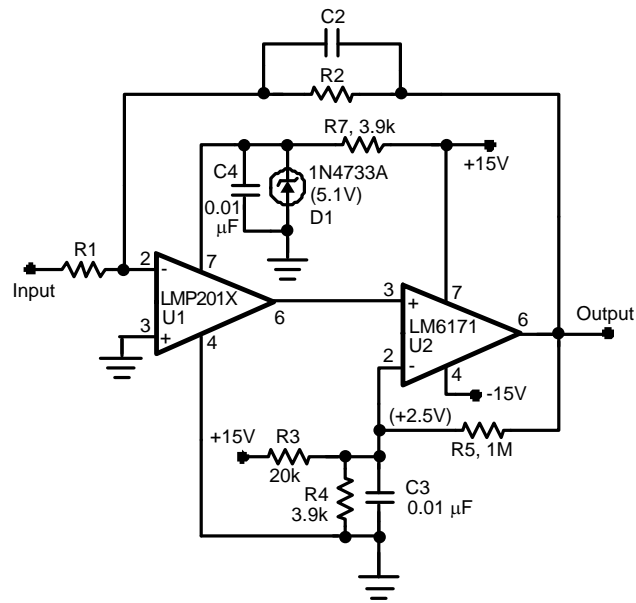 C2
R2
R7, 3.9k
+15V
C4
0.01
μF
1N4733A
(5.1V)
D1
R1
Input
2
-
7
LMP201X
U1
3
+
4
6
3
+
7
LM6171
U2
2
-
4
6
Output
-15V
(+2.5V)
R5, 1M
+15V
R3
20k
R4
3.9k
C3
0.01 μF